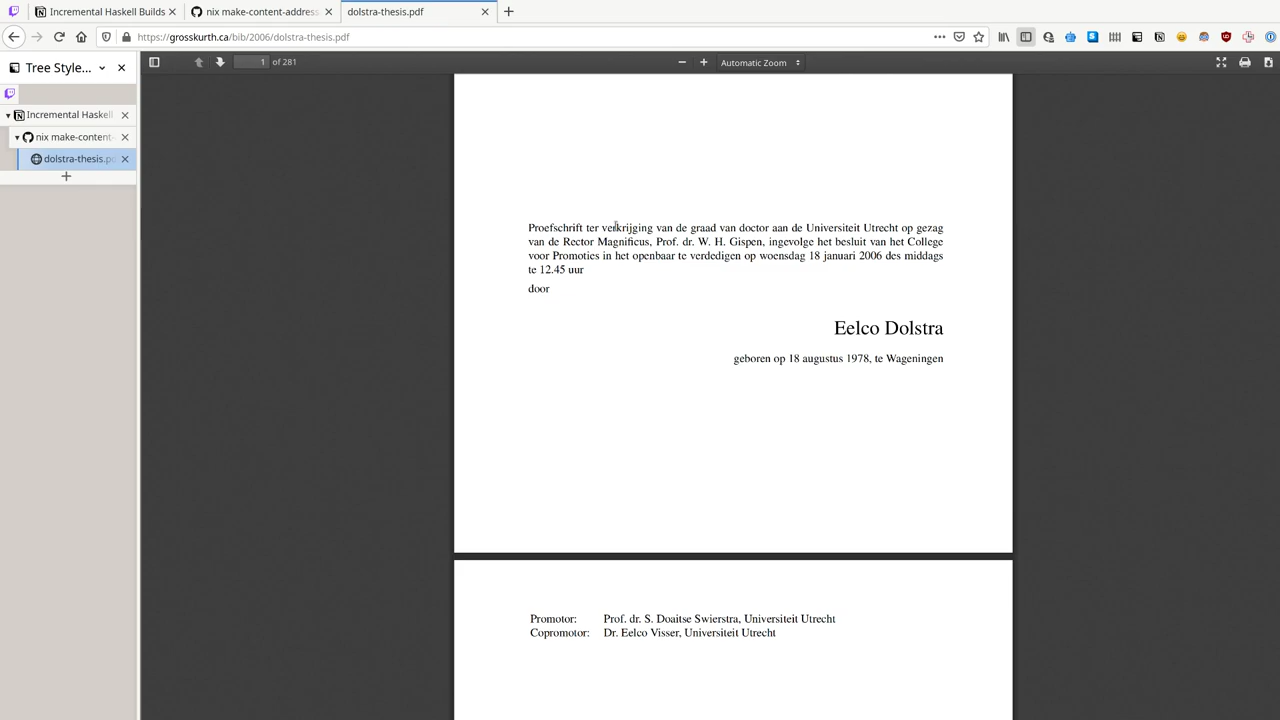 Incremental Haskell Builds
nix make-content-address
dolstra-thesis.pdf
https://grosskurth.ca/bib/2006/dolstra-thesis.pdf
Tree Style...
1 of 281
Automatic Zoom
Incremental Haskell
nix make-content-
dolstra-thesis.pd
Proefschrift ter verkrijging van de graad van doctor aan de Universiteit Utrecht op gezag
van de Rector Magnificus, Prof. dr. W. H. Gispen, ingevolge het besluit van het College
voor Promoties in het openbaar te verdedigen op woensdag 18 januari 2006 des middags
te 12.45 uur
door
Eelco Dolstra
geboren op 18 augustus 1978, te Wageningen
Promotor: Prof. dr. S. Doaitse Swierstra, Universiteit Utrecht
Copromotor: Dr. Eelco Visser, Universiteit Utrecht